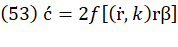 (53) ć = 2f[(ṙ, k)rβ]